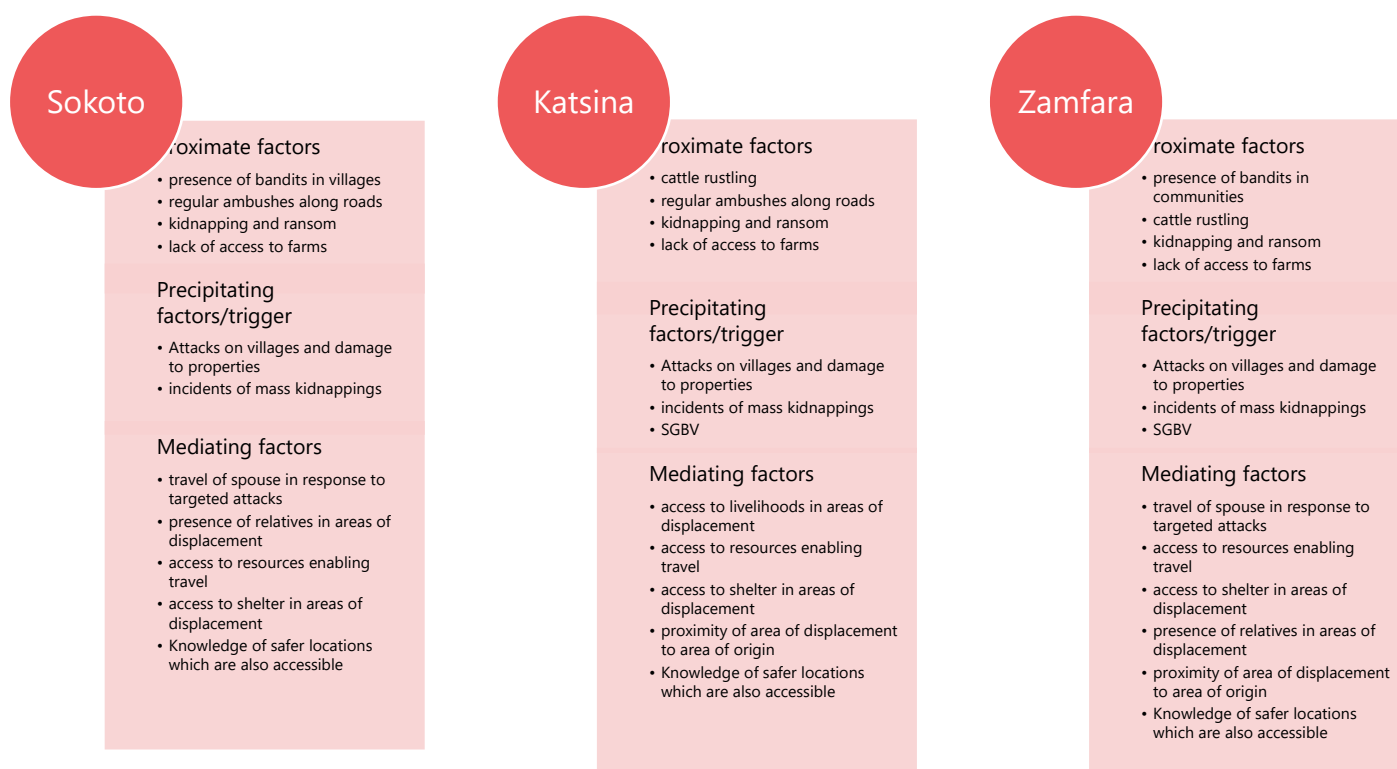 Sokoto
roximate factors
• presence of bandits in villages
• regular ambushes along roads
• kidnapping and ransom
• lack of access to farms
Precipitating
factors/trigger
• Attacks on villages and damage
to properties
• incidents of mass kidnappings
Mediating factors
• travel of spouse in response to
targeted attacks
• presence of relatives in areas of
displacement
• access to resources enabling
travel
• access to shelter in areas of
displacement
• Knowledge of safer locations
which are also accessible
Katsina
roximate factors
• cattle rustling
• regular ambushes along roads
• kidnapping and ransom
• lack of access to farms
Precipitating
factors/trigger
• Attacks on villages and damage
to properties
• incidents of mass kidnappings
• SGBV
Mediating factors
• access to livelihoods in areas of
displacement
• access to resources enabling
travel
• access to shelter in areas of
displacement
• proximity of area of displacement
to area of origin
• Knowledge of safer locations
which are also accessible
Zamfara
roximate factors
• presence of bandits in
communities
• cattle rustling
• kidnapping and ransom
• lack of access to farms
Precipitating
factors/trigger
• Attacks on villages and damage
to properties
• incidents of mass kidnappings
• SGBV
Mediating factors
• travel of spouse in response to
targeted attacks
• access to resources enabling
travel
• access to shelter in areas of
displacement
• presence of relatives in areas of
displacement
• proximity of area of displacement
to area of origin
• Knowledge of safer locations
which are also accessible